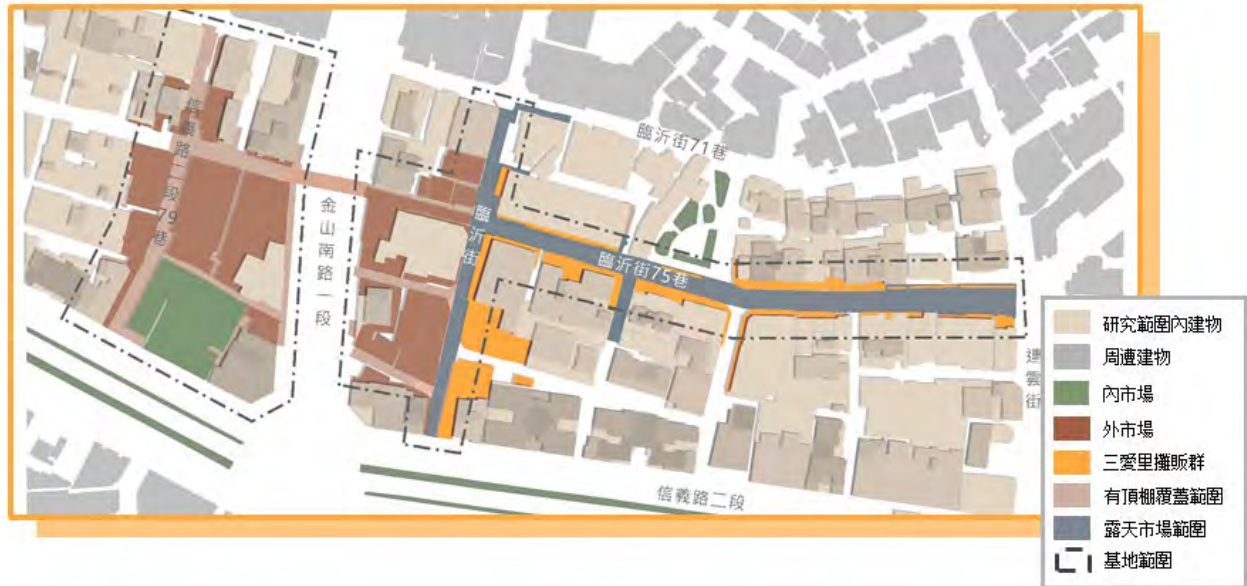 臨沂街71巷
信義路二段79巷
金山南路一段
臨沂街
臨沂街75巷
連雲街
信義路二段
研究範圍內建物
周遭建物
內市場
外市場
三愛里攤販群
有頂棚覆蓋範圍
露天市場範圍
基地範圍